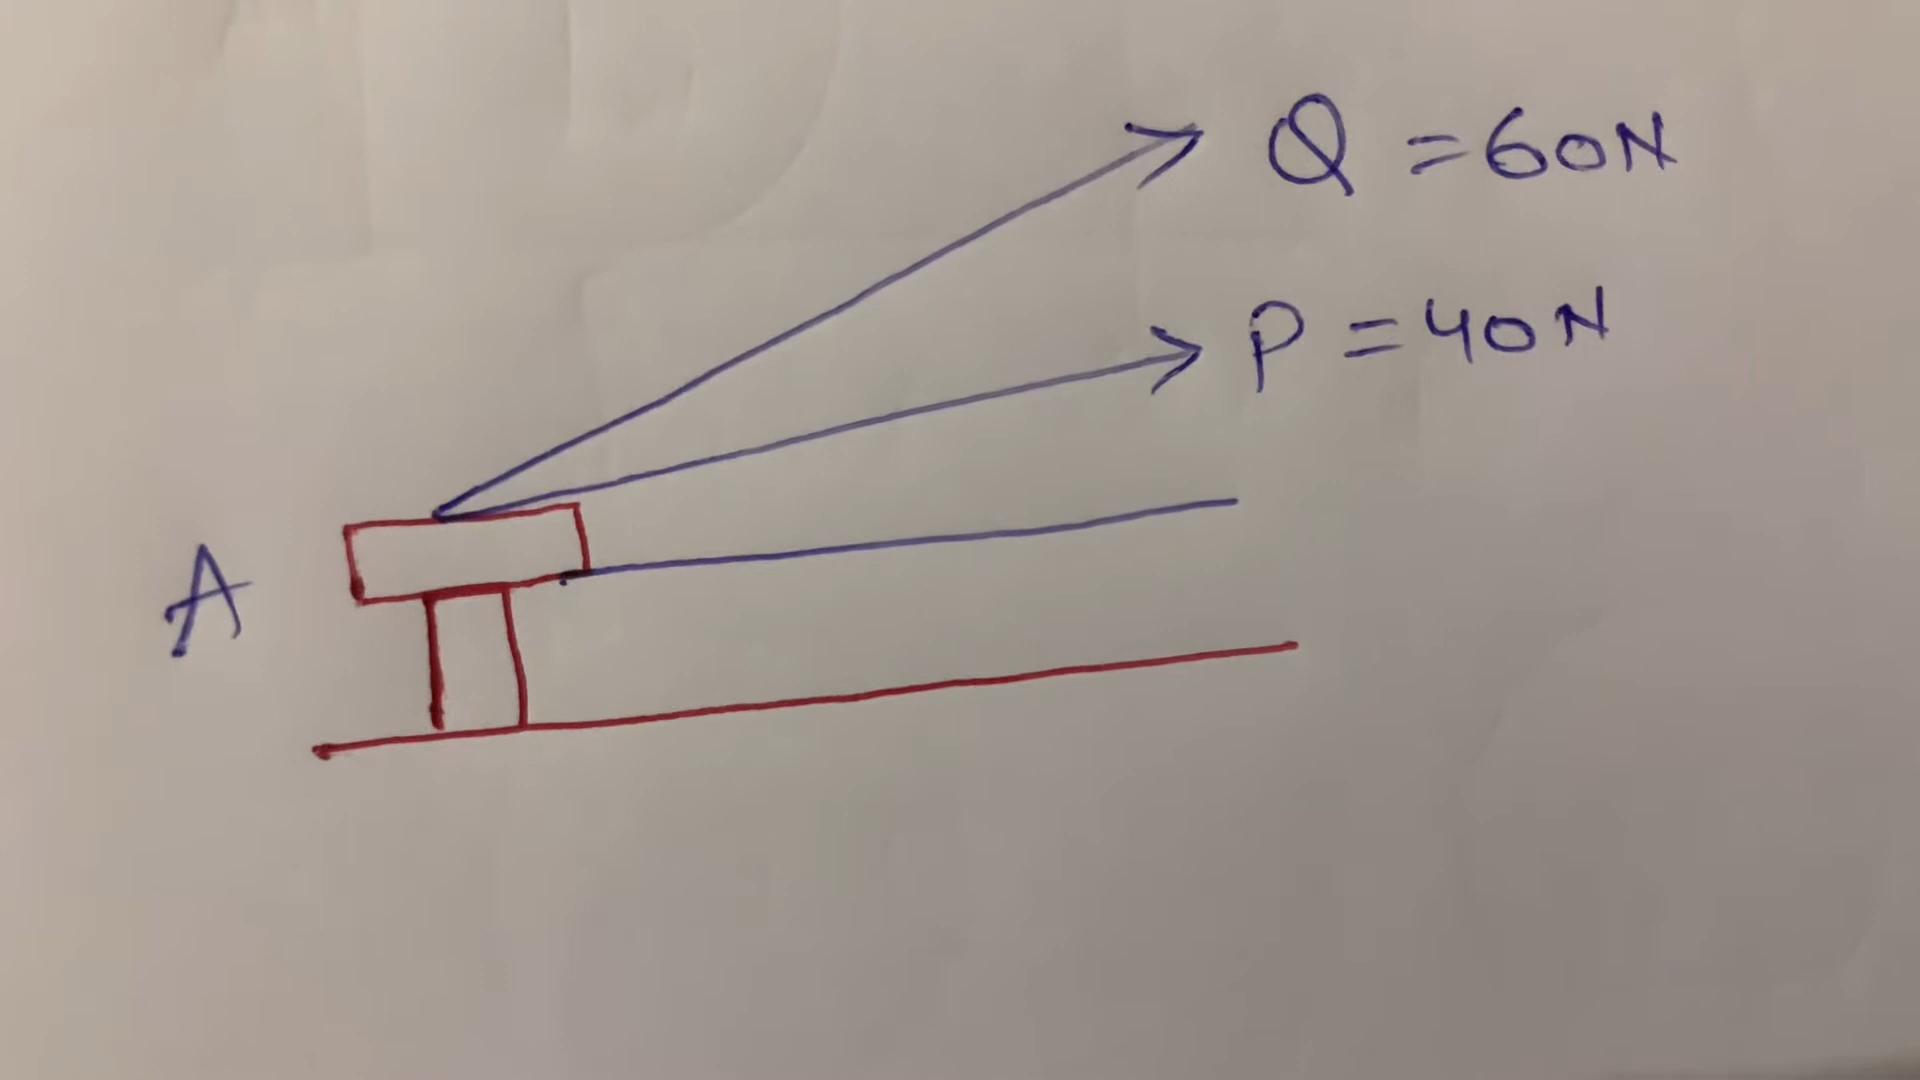 Q = 60N
P = 40N
A